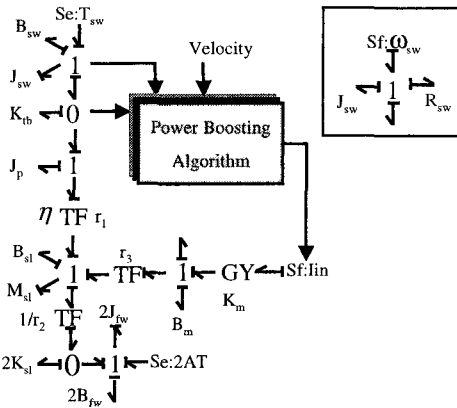 Se:Tsw
Bsw
Jsw
1
Velocity
Ktb
0
Power Boosting
Algorithm
Jp
1
η TF r1
Bsl
Msl
1
r3
TF
1
GY
Km
Sf:Iin
Bm
1/r2
TF
2Jfw
2Ksl
0
1
Se:2AT
2Bfw
Sf:ωsw
Jsw
1
Rsw